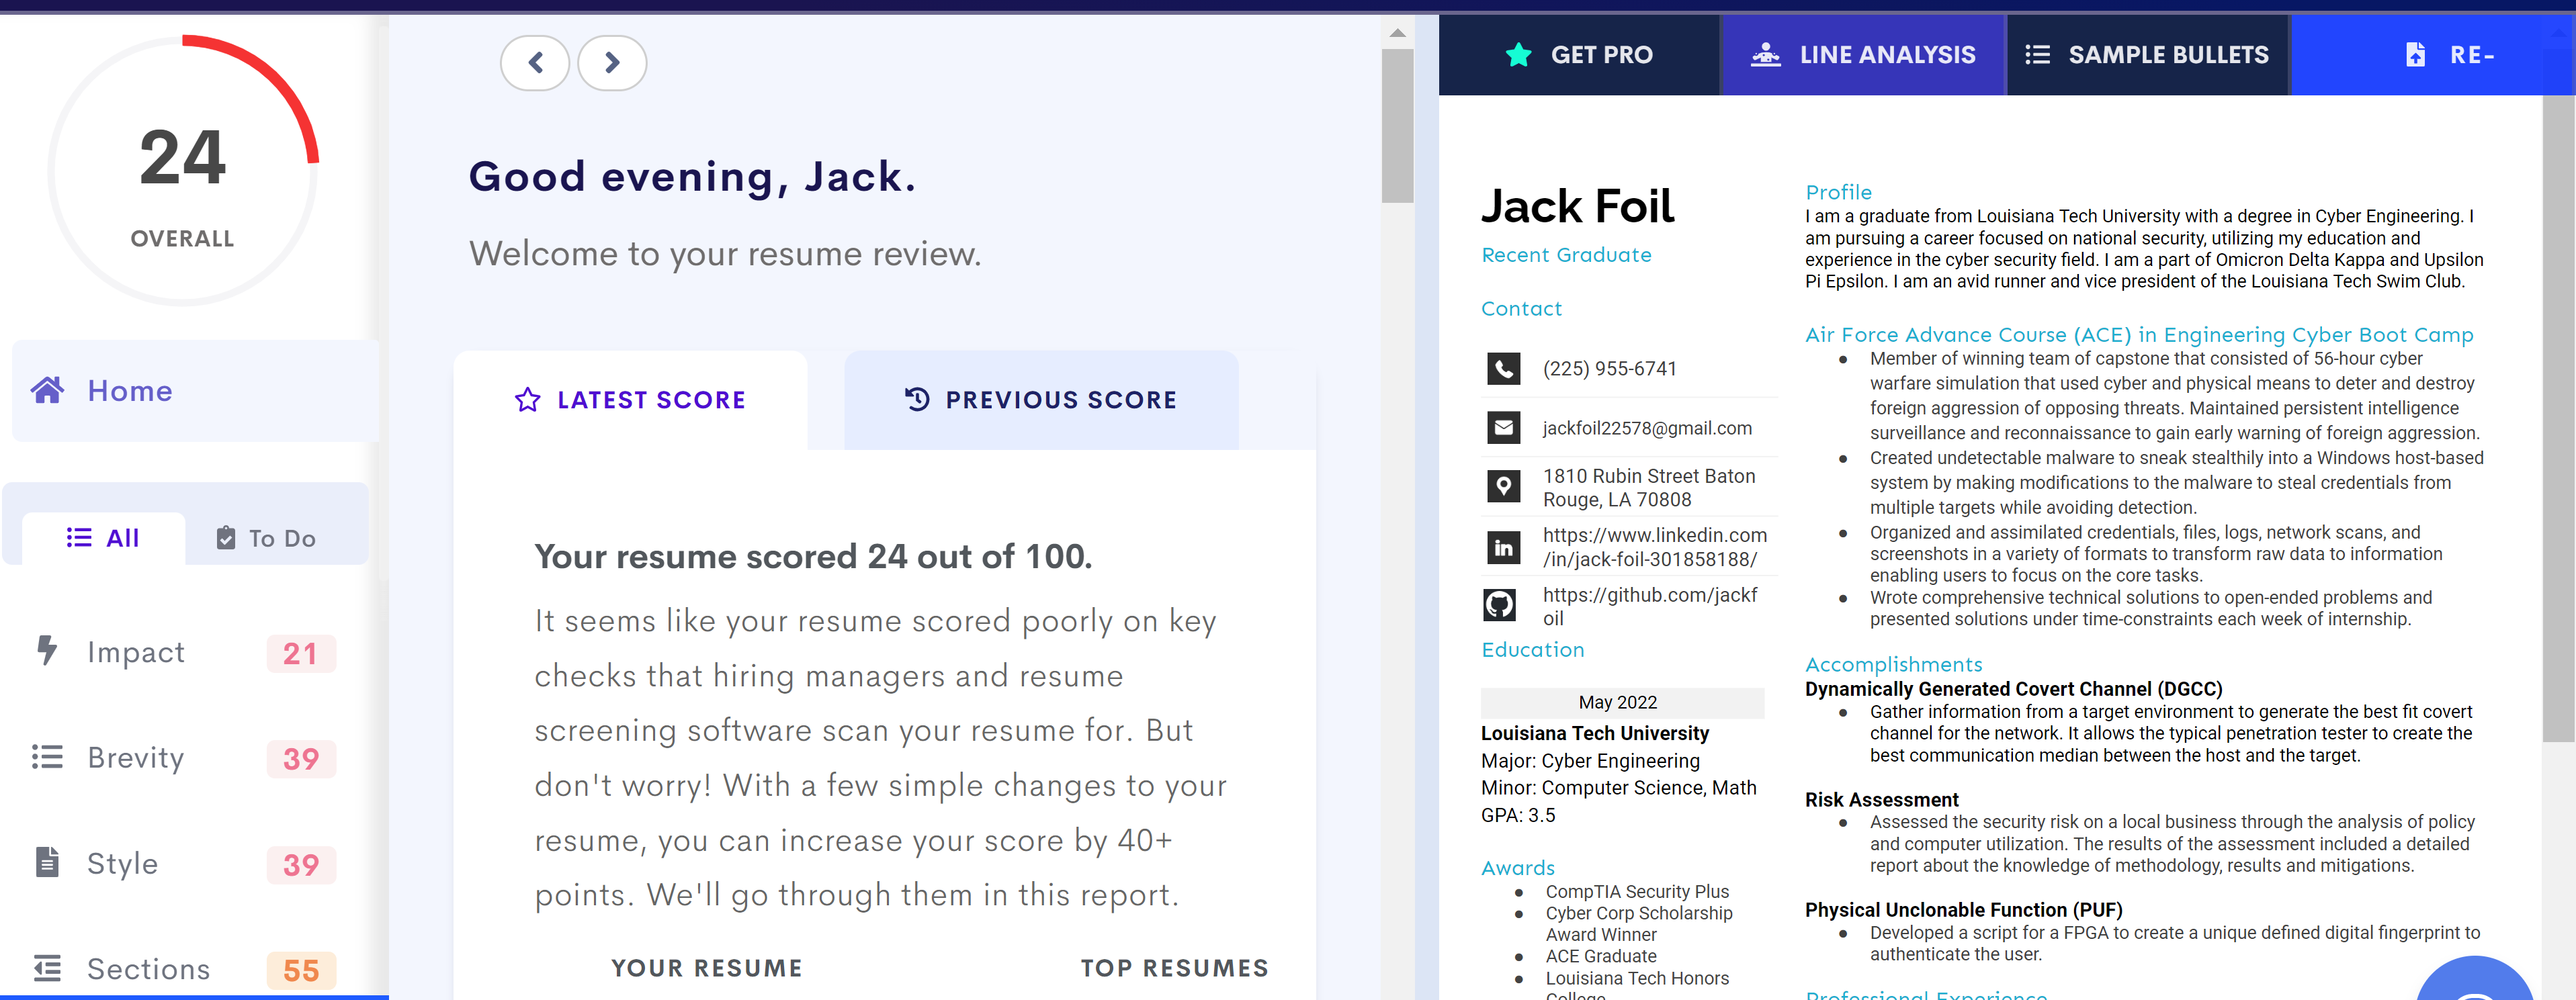 24
OVERALL
Home
All
To Do
Impact 21
Brevity 39
Style 39
Sections 55
Good evening, Jack.
Welcome to your resume review.
LATEST SCORE
PREVIOUS SCORE
Your resume scored 24 out of 100.
It seems like your resume scored poorly on key
checks that hiring managers and resume
screening software scan your resume for. But
don't worry! With a few simple changes to your
resume, you can increase your score by 40+
points. We'll go through them in this report.
YOUR RESUME
TOP RESUMES
GET PRO
LINE ANALYSIS
SAMPLE BULLETS
RE-
Jack Foil
Recent Graduate
Contact
(225) 955-6741
jackfoil22578@gmail.com
1810 Rubin Street Baton
Rouge, LA 70808
in
https://www.linkedin.com
/in/jack-foil-301858188/
https://github.com/jackf
oil
Education
May 2022
Louisiana Tech University
Major: Cyber Engineering
Minor: Computer Science, Math
GPA: 3.5
Awards
● CompTIA Security Plus
● Cyber Corp Scholarship
Award Winner
● ACE Graduate
● Louisiana Tech Honors
College
Profile
I am a graduate from Louisiana Tech University with a degree in Cyber Engineering. I
am pursuing a career focused on national security, utilizing my education and
experience in the cyber security field. I am a part of Omicron Delta Kappa and Upsilon
Pi Epsilon. I am an avid runner and vice president of the Louisiana Tech Swim Club.
Air Force Advance Course (ACE) in Engineering Cyber Boot Camp
● Member of winning team of capstone that consisted of 56-hour cyber
warfare simulation that used cyber and physical means to deter and destroy
foreign aggression of opposing threats. Maintained persistent intelligence
surveillance and reconnaissance to gain early warning of foreign aggression.
● Created undetectable malware to sneak stealthily into a Windows host-based
system by making modifications to the malware to steal credentials from
multiple targets while avoiding detection.
● Organized and assimilated credentials, files, logs, network scans, and
screenshots in a variety of formats to transform raw data to information
enabling users to focus on the core tasks.
● Wrote comprehensive technical solutions to open-ended problems and
presented solutions under time-constraints each week of internship.
Accomplishments
Dynamically Generated Covert Channel (DGCC)
● Gather information from a target environment to generate the best fit covert
channel for the network. It allows the typical penetration tester to create the
best communication median between the host and the target.
Risk Assessment
● Assessed the security risk on a local business through the analysis of policy
and computer utilization. The results of the assessment included a detailed
report about the knowledge of methodology, results and mitigations.
Physical Unclonable Function (PUF)
● Developed a script for a FPGA to create a unique defined digital fingerprint to
authenticate the user.
Professional Experience